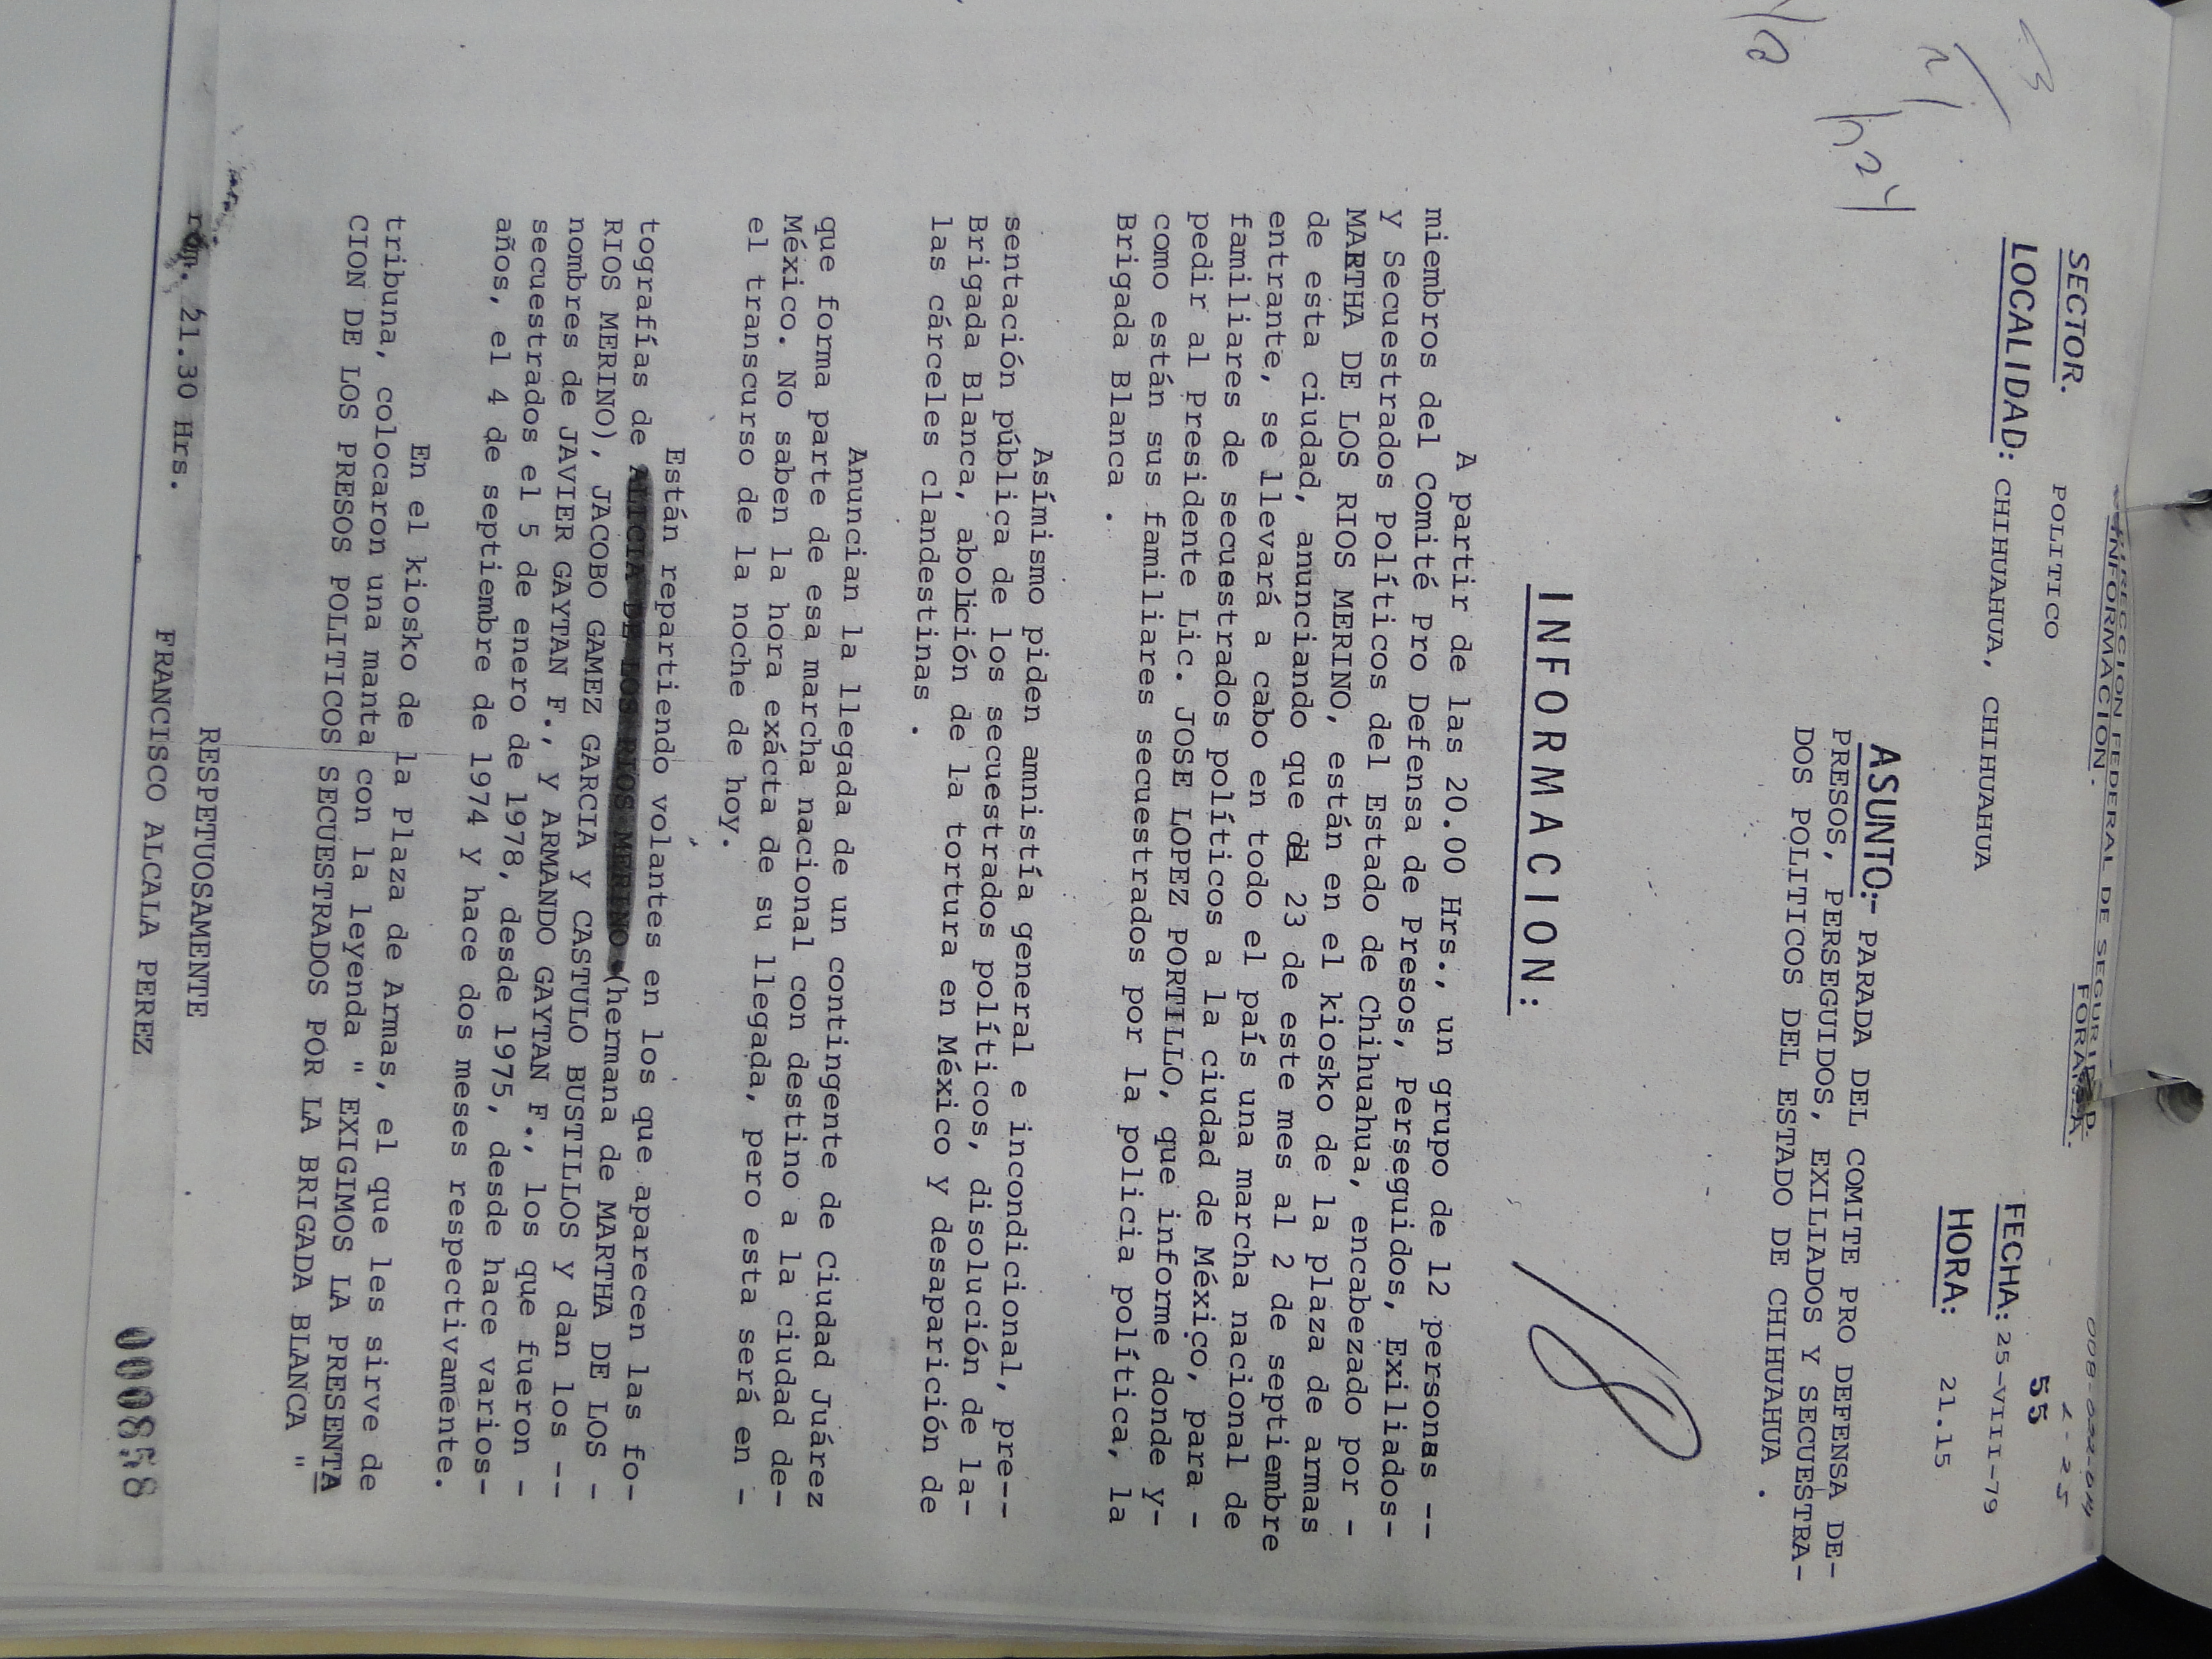 DIRECCION FEDERAL DE SEGURIDAD.
INFORMACION. FORANEA.
008-022-014
L-25
55
SECTOR. POLITICO
LOCALIDAD: CHIHUAHUA, CHIHUAHUA
FECHA: 25-VIII-79
HORA: 21.15
ASUNTO:- PARADA DEL COMITE PRO DEFENSA DE-
PRESOS, PERSEGUIDOS, EXILIADOS Y SECUESTRA-
DOS POLITICOS DEL ESTADO DE CHIHUAHUA .
18
INFORMACION:
A partir de las 20.00 Hrs., un grupo de 12 personas --
miembros del Comité Pro Defensa de Presos, Perseguidos, Exiliados-
y Secuestrados Políticos del Estado de Chihuahua, encabezado por -
MARTHA DE LOS RIOS MERINO, están en el kiosko de la plaza de armas
de esta ciudad, anunciando que del 23 de este mes al 2 de septiembre
entrante, se llevará a cabo en todo el país una marcha nacional de
familiares de secuestrados políticos a la ciudad de México, para -
pedir al Presidente Lic. JOSE LOPEZ PORTILLO, que informe donde y-
como están sus familiares secuestrados por la policia política, la
Brigada Blanca .
Asímismo piden amnistía general e incondicional, pre--
sentación pública de los secuestrados políticos, disolución de la-
Brigada Blanca, abolición de la tortura en México y desaparición de
las cárceles clandestinas .
Anuncian la llegada de un contingente de Ciudad Juárez
que forma parte de esa marcha nacional con destino a la ciudad de-
México. No saben la hora exácta de su llegada, pero esta será en -
el transcurso de la noche de hoy.
Están repartiendo volantes en los que aparecen las fo-
tografías de ALICIA DE LOS RIOS MERINO (hermana de MARTHA DE LOS -
RIOS MERINO), JACOBO GAMEZ GARCIA y CASTULO BUSTILLOS y dan los --
nombres de JAVIER GAYTAN F., y ARMANDO GAYTAN F., los que fueron -
secuestrados el 5 de enero de 1978, desde 1975, desde hace varios-
años, el 4 de septiembre de 1974 y hace dos meses respectivamente.
En el kiosko de la Plaza de Armas, el que les sirve de
tribuna, colocaron una manta con la leyenda " EXIGIMOS LA PRESENTA
CION DE LOS PRESOS POLITICOS SECUESTRADOS POR LA BRIGADA BLANCA "
RESPETUOSAMENTE
rom. 21.30 Hrs.
FRANCISCO ALCALA PEREZ
000858